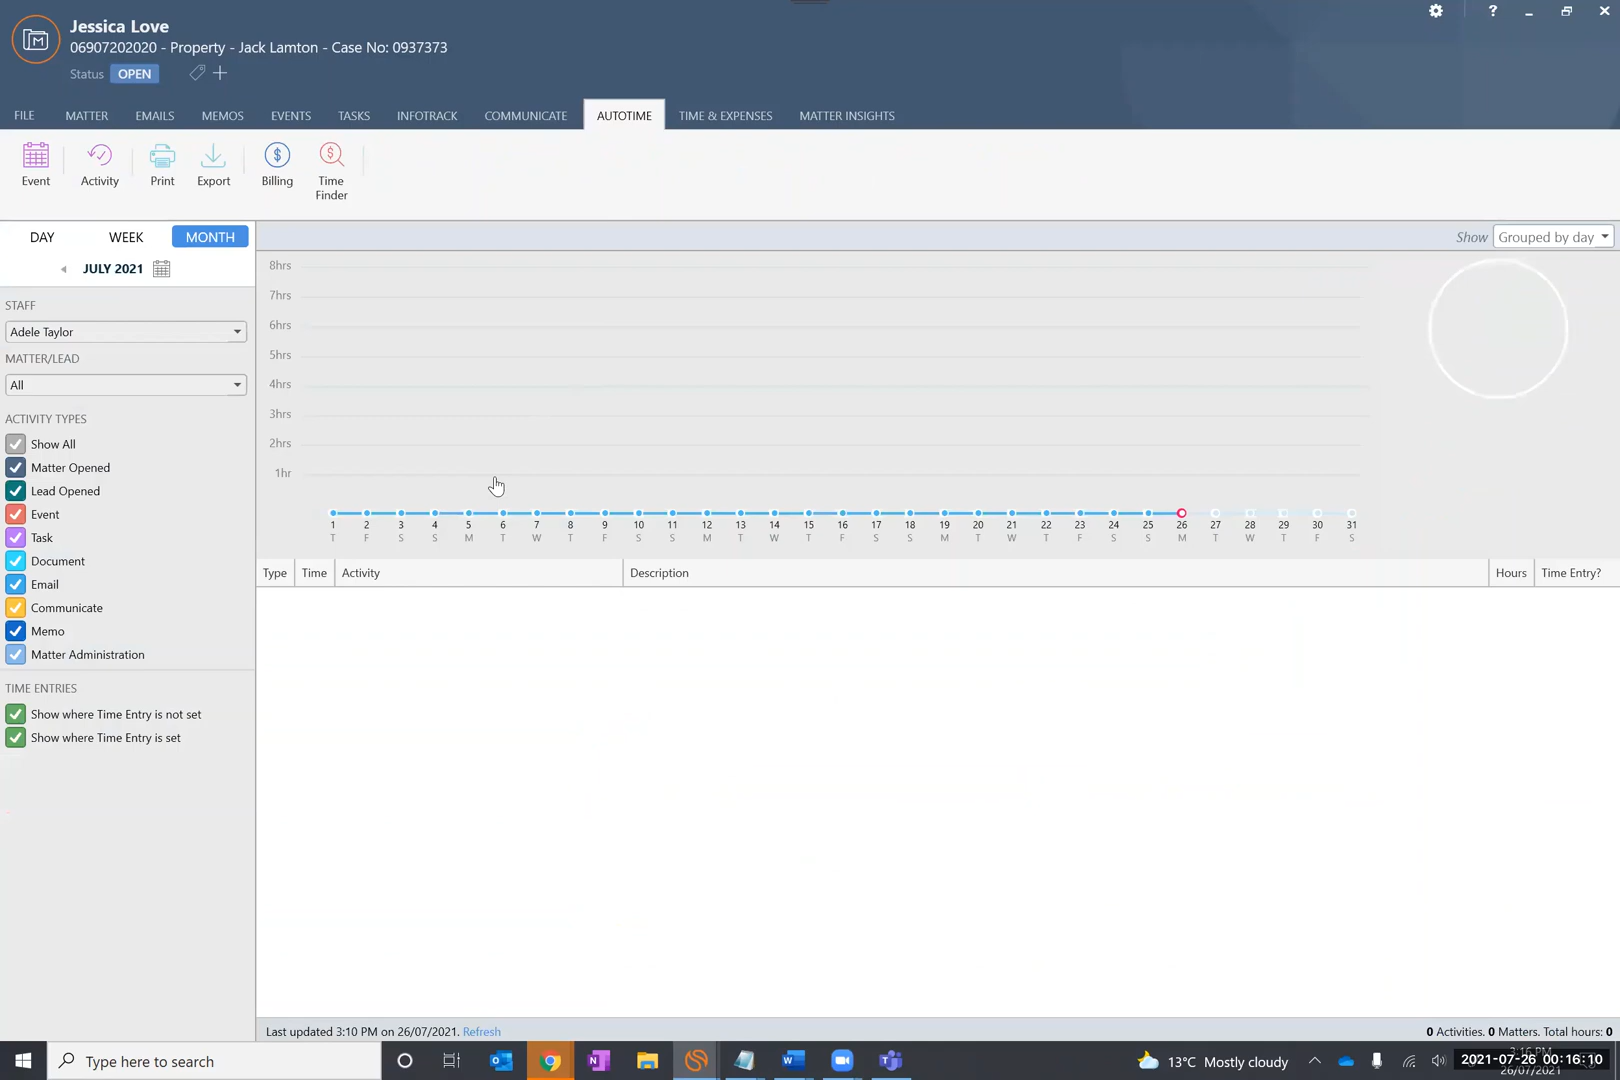 Jessica Love
06907202020 - Property - Jack Lamton - Case No: 0937373
Status OPEN
FILE MATTER EMAILS MEMOS EVENTS TASKS INFOTRACK COMMUNICATE AUTOTIME TIME & EXPENSES MATTER INSIGHTS
Event Activity Print Export Billing Time Finder
DAY WEEK MONTH
JULY 2021
Show Grouped by day
STAFF
Adele Taylor
MATTER/LEAD
All
ACTIVITY TYPES
Show All
Matter Opened
Lead Opened
Event
Task
Document
Email
Communicate
Memo
Matter Administration
TIME ENTRIES
Show where Time Entry is not set
Show where Time Entry is set
8hrs
7hrs
6hrs
5hrs
4hrs
3hrs
2hrs
1hr
1 2 3 4 5 6 7 8 9 10 11 12 13 14 15 16 17 18 19 20 21 22 23 24 25 26 27 28 29 30 31
T F S S M T W T F S S M T W T F S S M T W T F S S M T W T F S
Type Time Activity Description Hours Time Entry?
Last updated 3:10 PM on 26/07/2021. Refresh
0 Activities. 0 Matters. Total hours: 0
Type here to search
13°C Mostly cloudy
3:16 PM
2021-07-26 00:16:10
26/07/2021